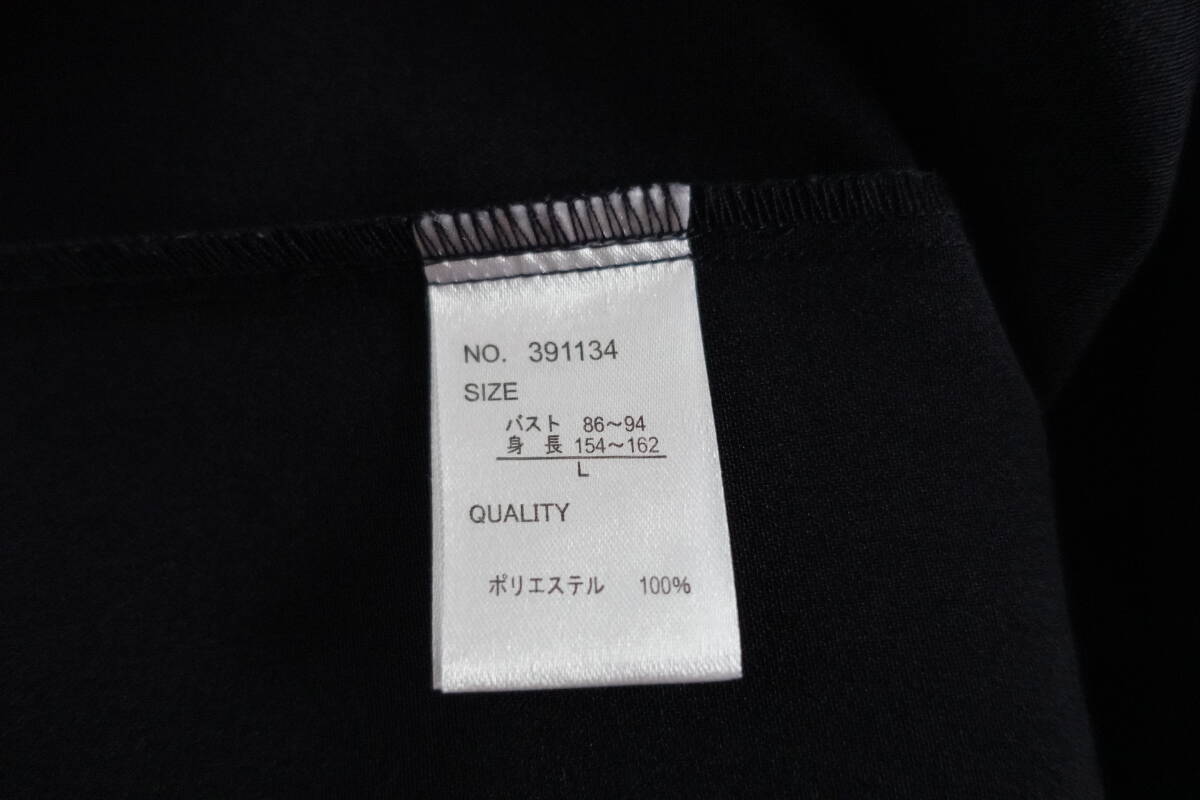 NO. 391134
SIZE
バスト 86～94
身 長 154～162
L
QUALITY
ポリエステル 100%